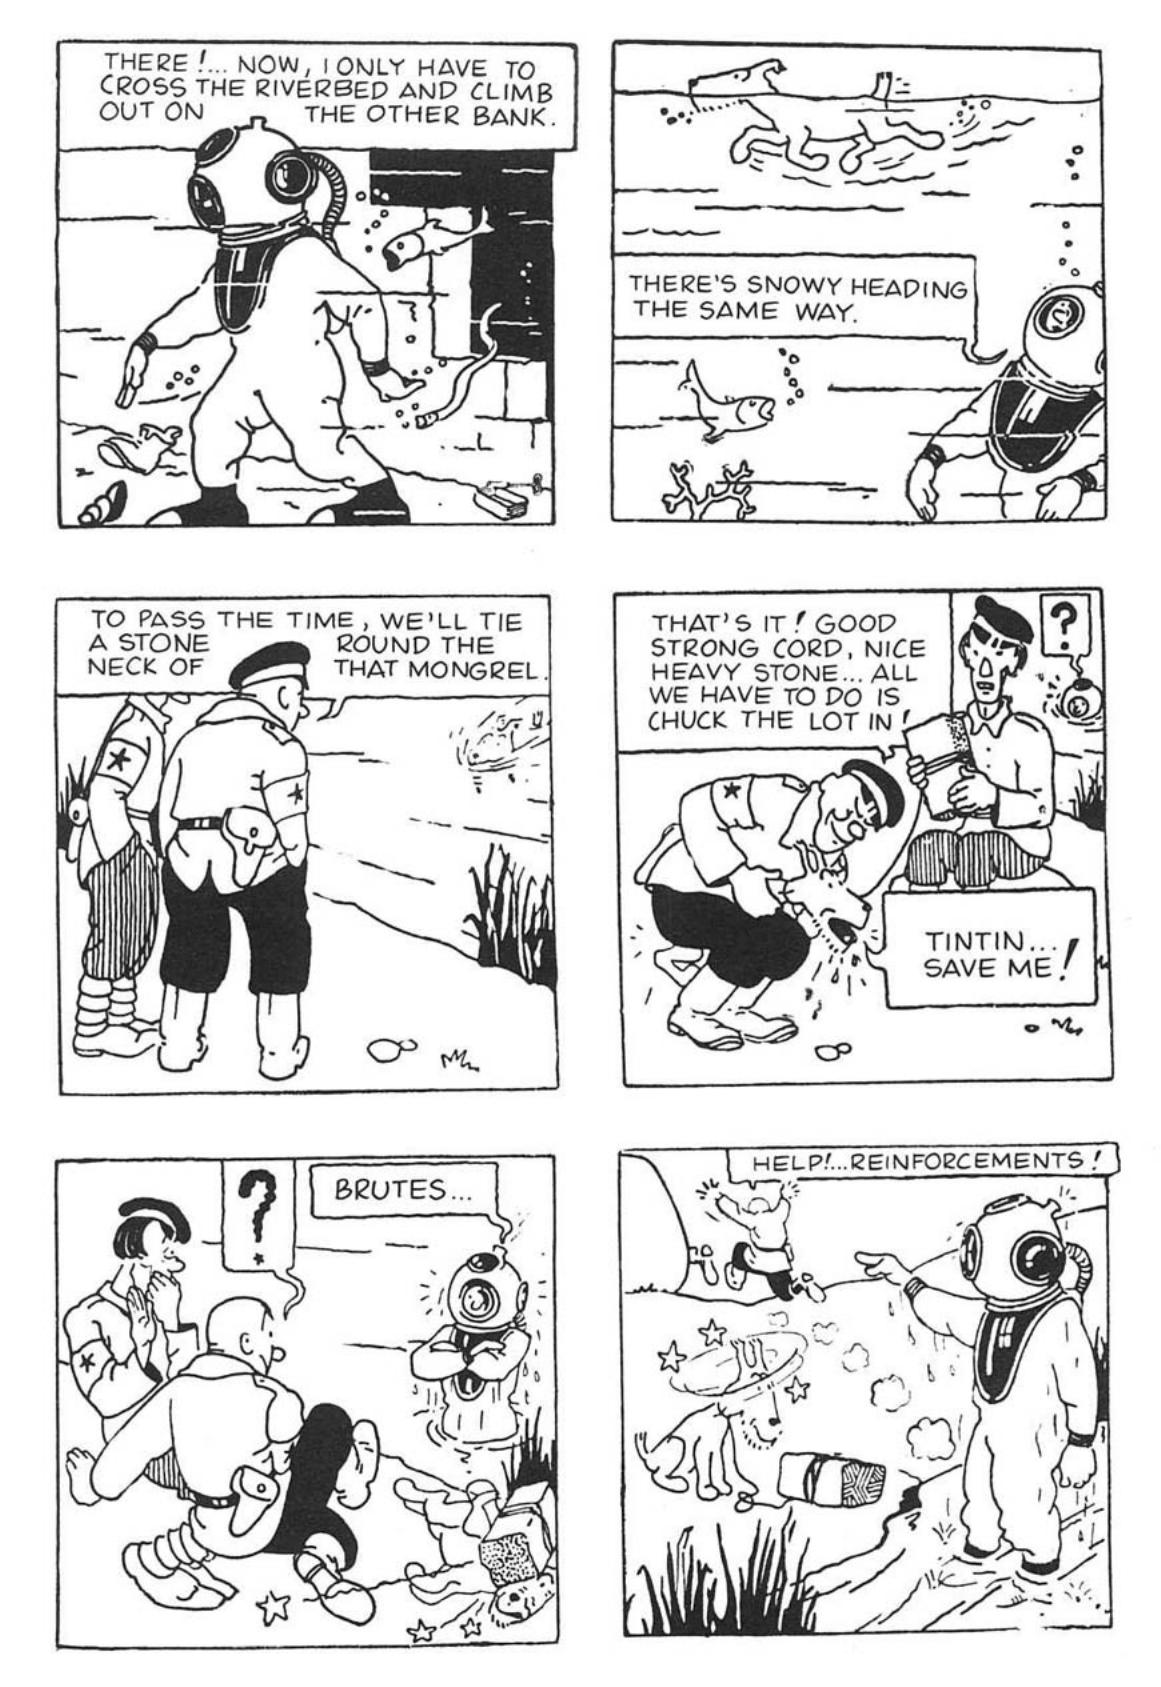 THERE!... NOW, I ONLY HAVE TO
CROSS THE RIVERBED AND CLIMB
OUT ON THE OTHER BANK.
THERE'S SNOWY HEADING
THE SAME WAY.
TO PASS THE TIME, WE'LL TIE
A STONE ROUND THE
NECK OF THAT MONGREL.
THAT'S IT! GOOD
STRONG CORD, NICE
HEAVY STONE... ALL
WE HAVE TO DO IS
CHUCK THE LOT IN!
?
TINTIN...
SAVE ME!
?
BRUTES...
HELP!...REINFORCEMENTS!